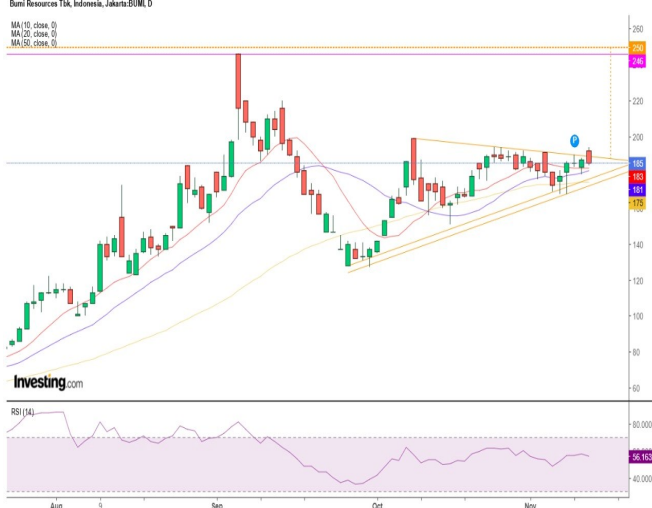 Bumi Resources Tbk, Indonesia, Jakarta:BUMI, D
MA (10, close, 0)
MA (20, close, 0)
MA (50, close, 0)
260
250
246
220
200
185
183
181
175
160
140
120
100
80
60
Investing.com
RSI (14)
80.000
56.163
40.000
P
Aug 9 Sep Oct Nov